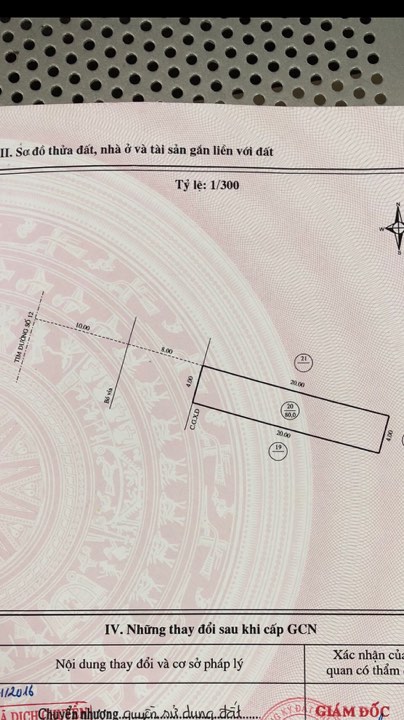 II. Sơ đồ thửa đất, nhà ở và tài sản gắn liền với đất
Tỷ lệ: 1/300
N
W
TIM ĐƯỜNG SỐ 12
10.00
Bó vỉa
8.00
C.G.X.D
4.00
21
20.00
20
80.0
20.00
19
4.00
IV. Những thay đổi sau khi cấp GCN
Nội dung thay đổi và cơ sở pháp lý
Xác nhận của
quan có thẩm
1/2016
Chuyển nhượng quyền sử dụng đất
GIÁM ĐỐC